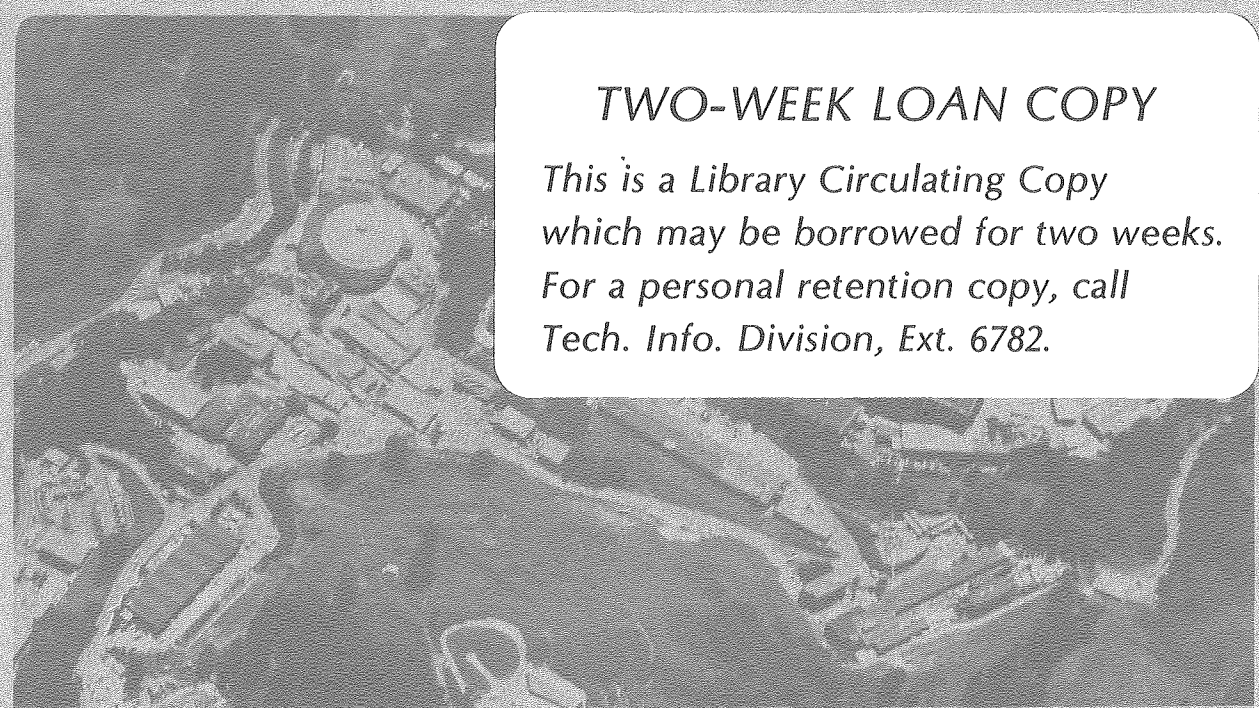 TWO-WEEK LOAN COPY
This is a Library Circulating Copy
which may be borrowed for two weeks.
For a personal retention copy, call
Tech. Info. Division, Ext. 6782.